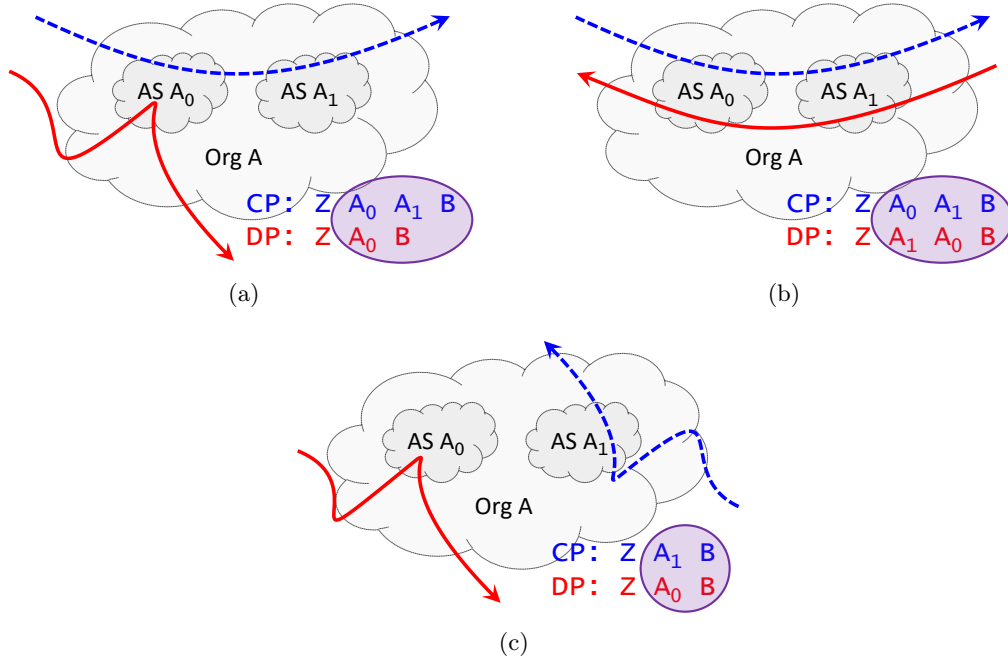 AS A₀ AS A₁
Org A
CP: Z A₀ A₁ B
DP: Z A₀ B
(a)
AS A₀ AS A₁
Org A
CP: Z A₀ A₁ B
DP: Z A₁ A₀ B
(b)
AS A₀ AS A₁
Org A
CP: Z A₁ B
DP: Z A₀ B
(c)